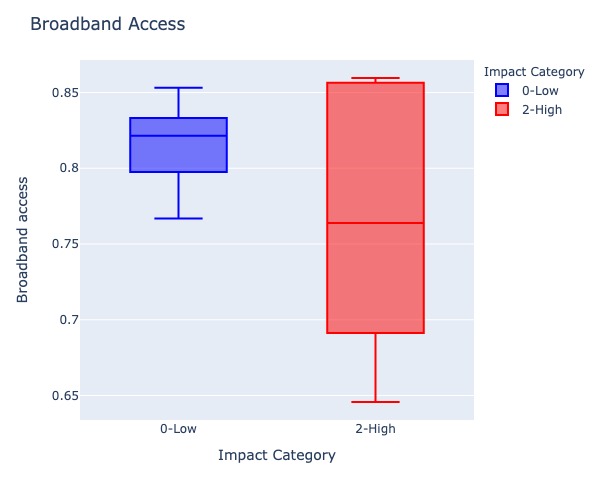 Broadband Access
Impact Category
0-Low
2-High
Broadband access
0.85
0.8
0.75
0.7
0.65
0-Low
2-High
Impact Category